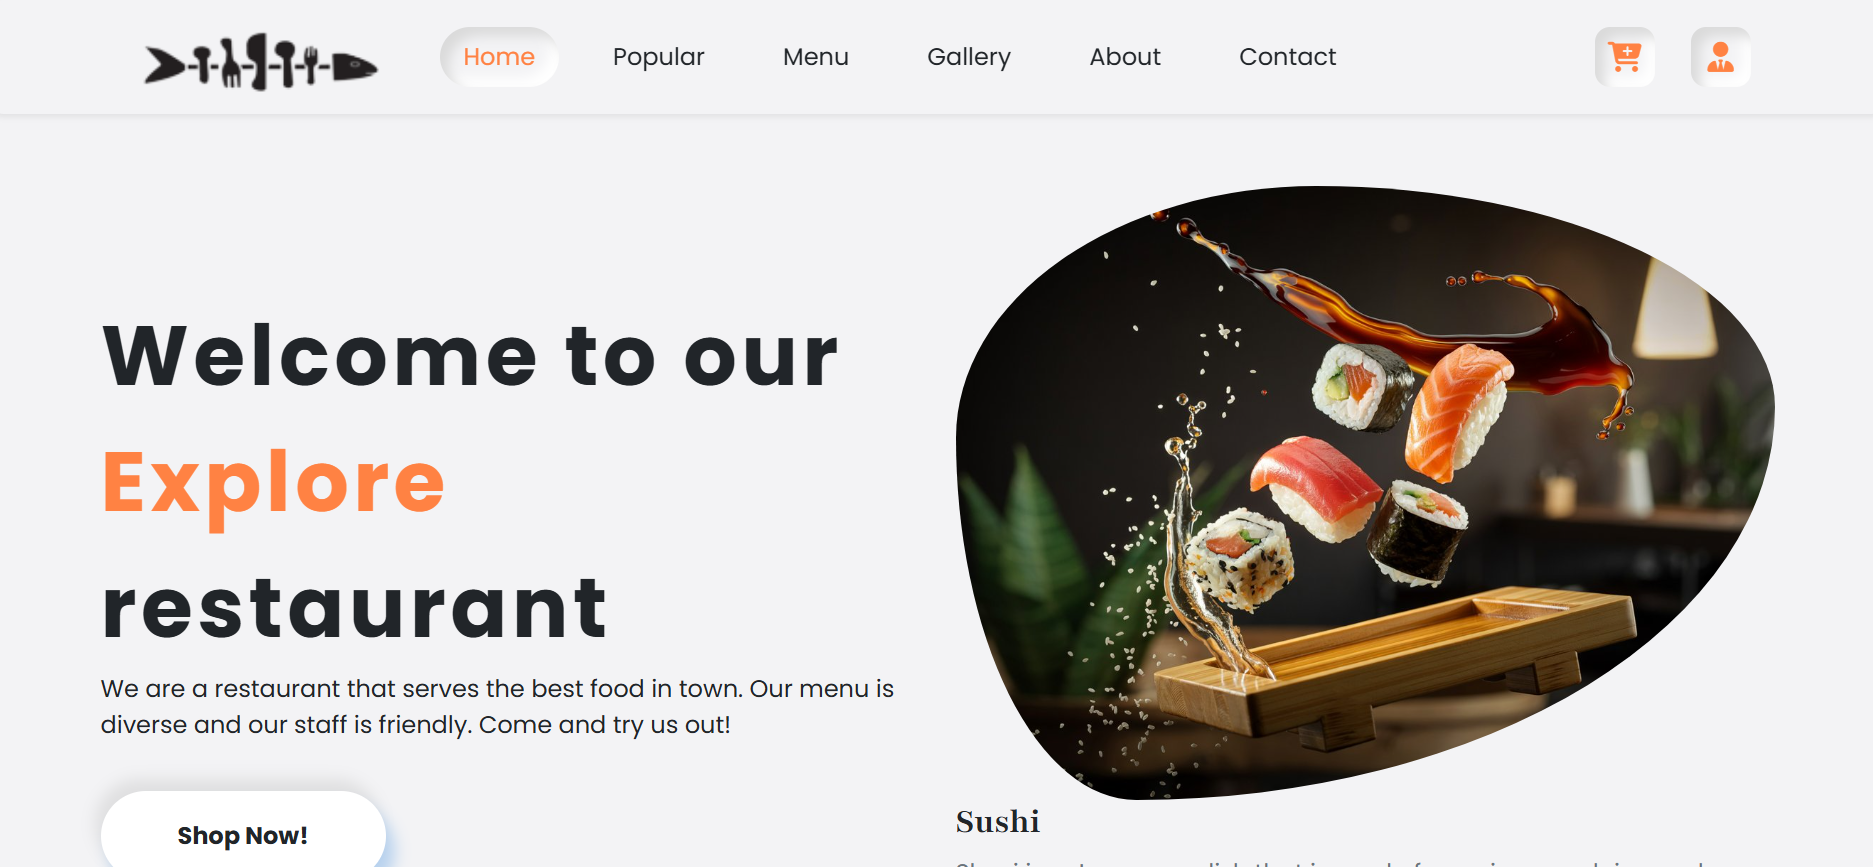 Home Popular Menu Gallery About Contact
Welcome to our
Explore
restaurant
We are a restaurant that serves the best food in town. Our menu is
diverse and our staff is friendly. Come and try us out!
Shop Now!
Sushi